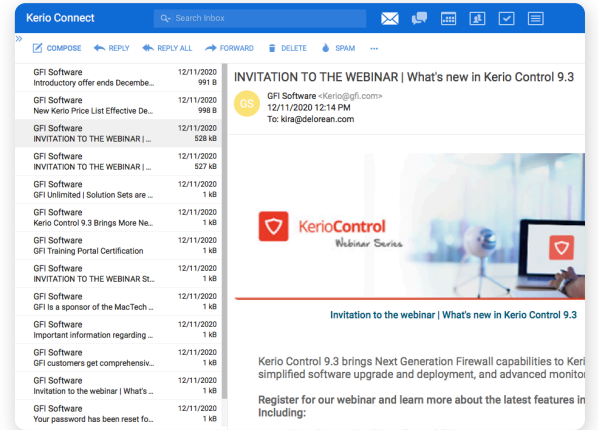 Kerio Connect
Search Inbox
»
COMPOSE REPLY REPLY ALL FORWARD DELETE SPAM ...
GFI Software 12/11/2020
Introductory offer ends Decembe... 991 B
GFI Software 12/11/2020
New Kerio Price List Effective De... 998 B
GFI Software 12/11/2020
INVITATION TO THE WEBINAR | ... 528 kB
GFI Software 12/11/2020
INVITATION TO THE WEBINAR | ... 527 kB
GFI Software 12/11/2020
GFI Unlimited | Solution Sets are ... 1 kB
GFI Software 12/11/2020
Kerio Control 9.3 Brings More Ne... 1 kB
GFI Software 12/11/2020
GFI Training Portal Certification 1 kB
GFI Software 12/11/2020
INVITATION TO THE WEBINAR St... 1 kB
GFI Software 12/11/2020
GFI Is a sponsor of the MacTech ... 1 kB
GFI Software 12/11/2020
Important information regarding ... 1 kB
GFI Software 12/11/2020
GFI customers get comprehensiv... 1 kB
GFI Software 12/11/2020
Invitation to the webinar | What's ... 1 kB
GFI Software 12/11/2020
Your password has been reset fo... 1 kB
INVITATION TO THE WEBINAR | What's new in Kerio Control 9.3
GS
GFI Software <Kerio@gfi.com>
12/11/2020 12:14 PM
To: kira@delorean.com
KerioControl
Webinar Series
Invitation to the webinar | What's new in Kerio Control 9.3
Kerio Control 9.3 brings Next Generation Firewall capabilities to Keri
simplified software upgrade and deployment, and advanced monitor
Register for our webinar and learn more about the latest features in
Including: